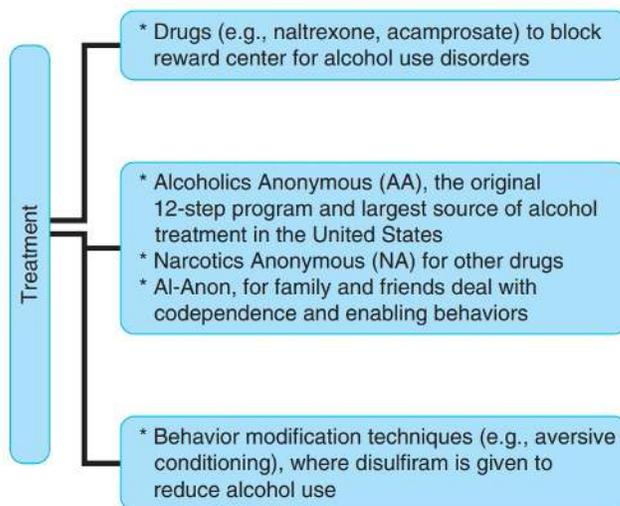 Treatment
* Drugs (e.g., naltrexone, acamprosate) to block
reward center for alcohol use disorders
* Alcoholics Anonymous (AA), the original
12-step program and largest source of alcohol
treatment in the United States
* Narcotics Anonymous (NA) for other drugs
* Al-Anon, for family and friends deal with
codependence and enabling behaviors
* Behavior modification techniques (e.g., aversive
conditioning), where disulfiram is given to
reduce alcohol use